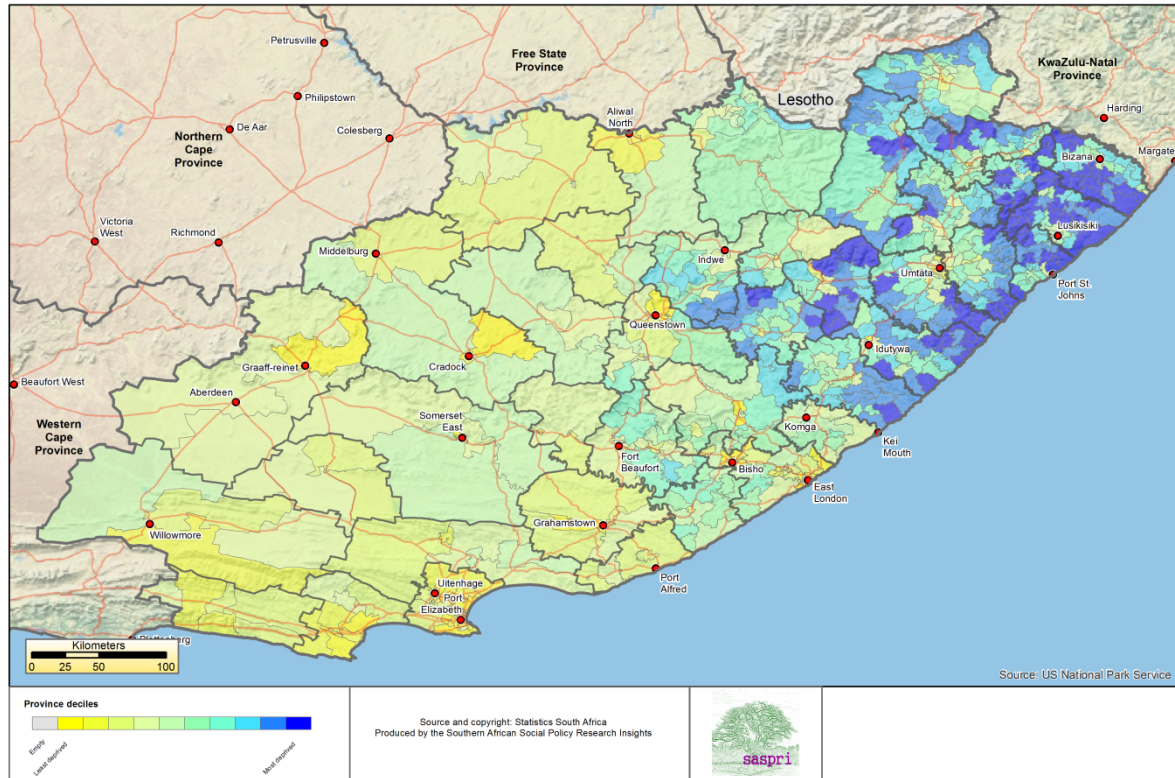 Petrusville
Free State
Province
KwaZulu-Natal
Province
Philipstown
Lesotho
Harding
Aliwal
North
De Aar
Colesberg
Northern
Cape
Province
Margate
Bizana
Victoria
West
Richmond
Middelburg
Indwe
Lusikisiki
Umtata
Port St.
Johns
Queenstown
Idutywa
Cradock
Graaff-reinet
Beaufort West
Aberdeen
Somerset
East
Western
Cape
Province
Komga
Kei
Mouth
Fort
Beaufort
Bisho
East
London
Willowmore
Grahamstown
Port
Alfred
Uitenhage
Port
Elizabeth
Kilometers
0 25 50 100
Source: US National Park Service
Province deciles
Empty
Least deprived
Most deprived
Source and copyright: Statistics South Africa
Produced by the Southern African Social Policy Research Insights
saspri